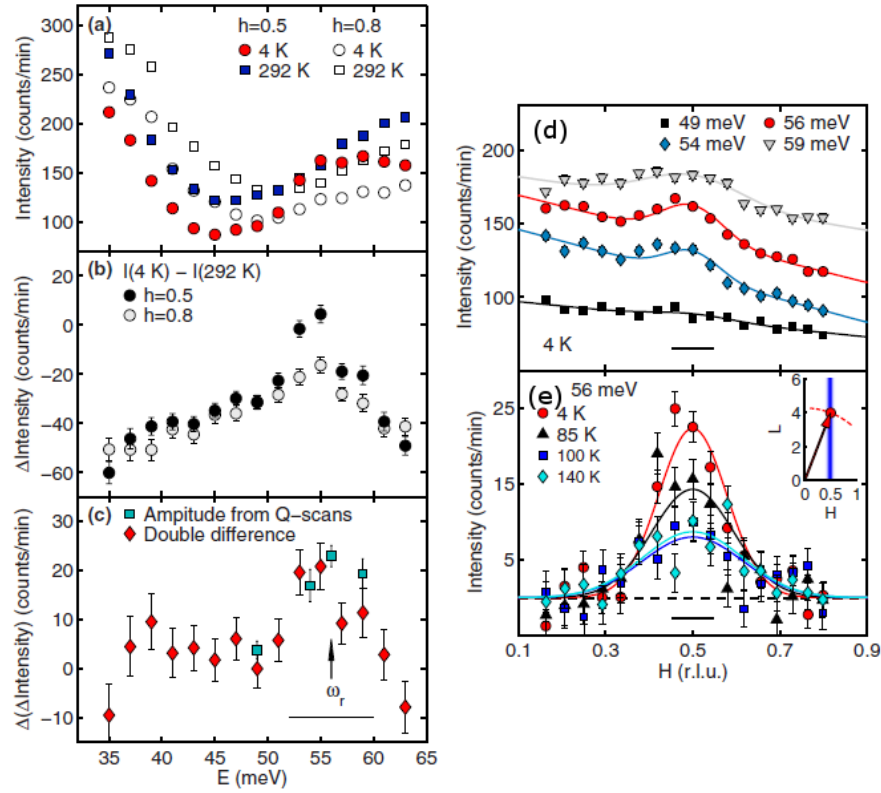 (a)
h=0.5 h=0.8
4 K 4 K
292 K 292 K
300
250
200
150
100
Intensity (counts/min)
(b) I(4 K) − I(292 K)
h=0.5
h=0.8
20
0
−20
−40
−60
ΔIntensity (counts/min)
(c) Amplitude from Q-scans
Double difference
30
20
10
0
−10
Δ(ΔIntensity) (counts/min)
ωr
35 40 45 50 55 60 65
E (meV)
(d)
49 meV 56 meV
54 meV 59 meV
200
150
100
Intensity (counts/min)
4 K
(e) 56 meV
4 K
85 K
100 K
140 K
25
15
5
Intensity (counts/min)
6
4
2
0
L
0 0.5 1
H
0.1 0.3 0.5 0.7 0.9
H (r.l.u.)